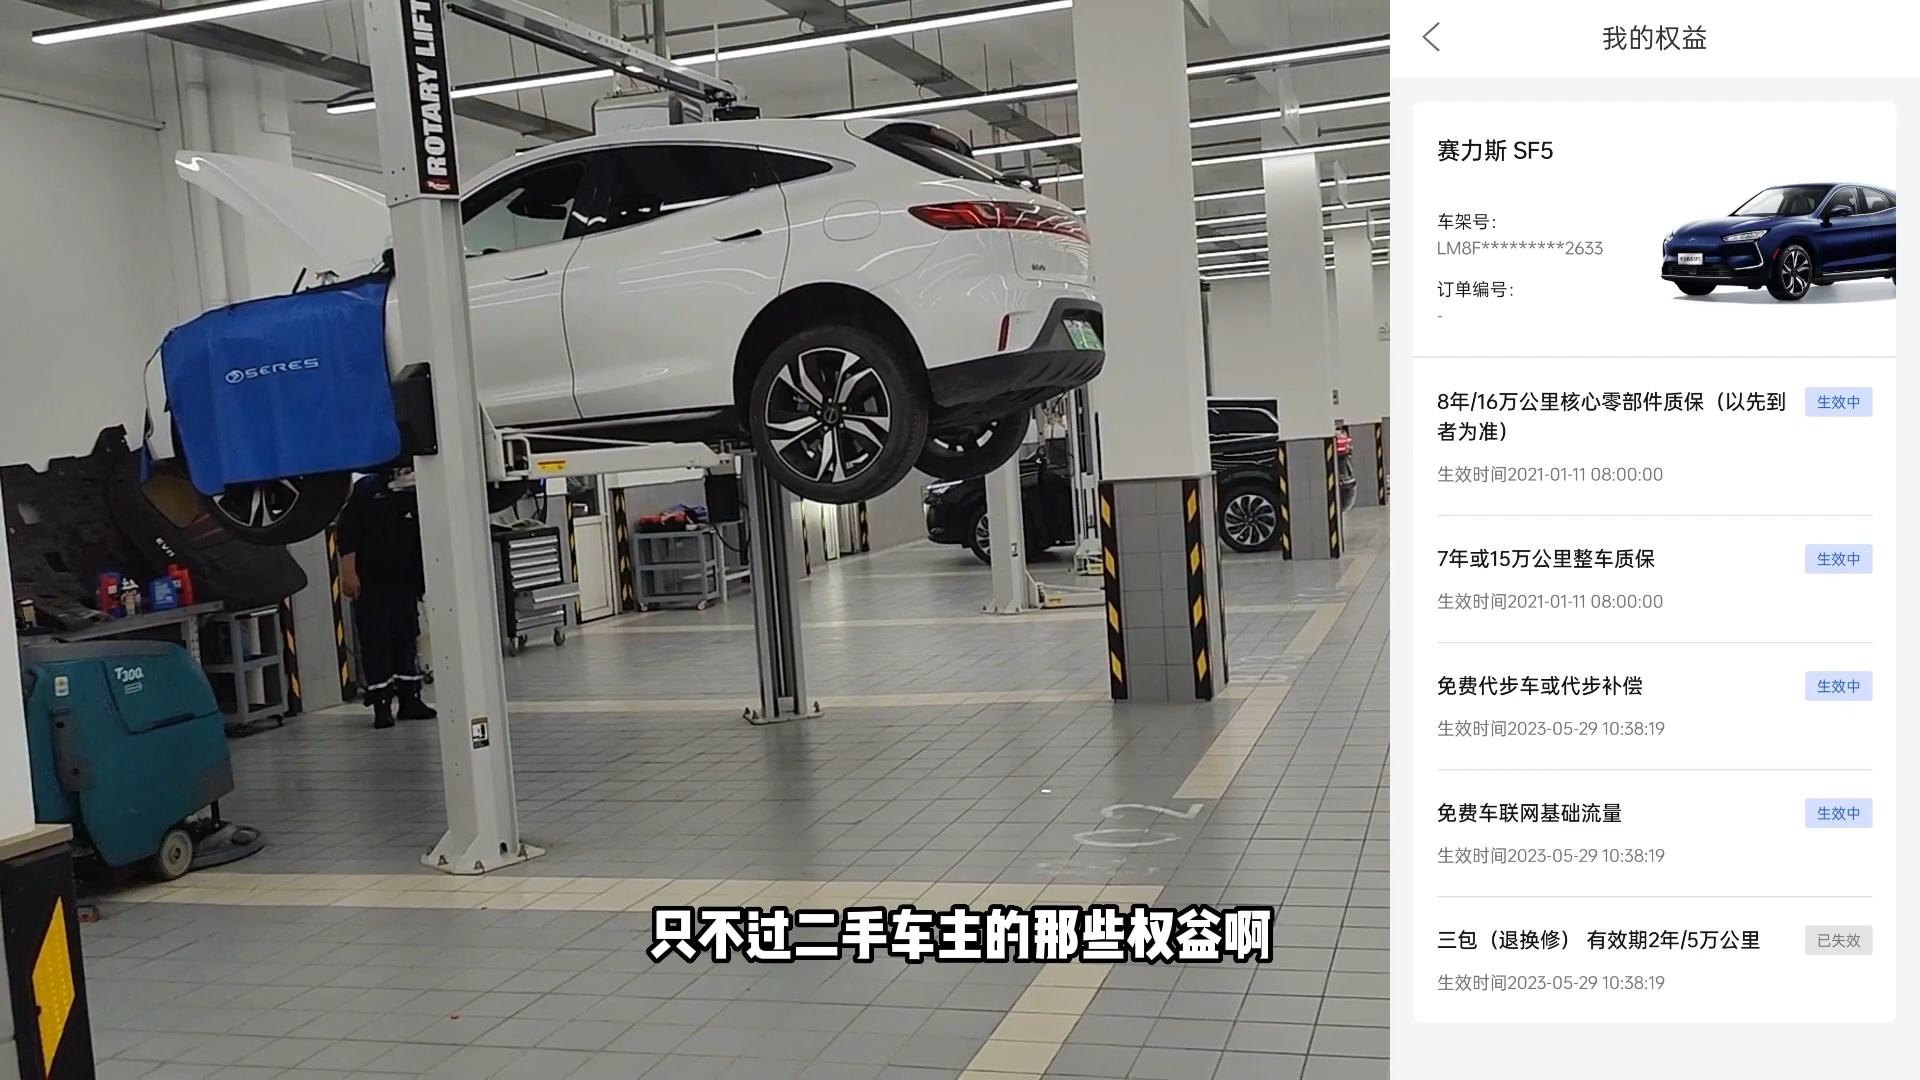 ROTARY LIFT
SERES
EVR
T300
02
只不过二手车主的那些权益啊
我的权益
赛力斯 SF5
车架号:
LM8F*********2633
订单编号:
-
8年/16万公里核心零部件质保（以先到
者为准）
生效中
生效时间2021-01-11 08:00:00
7年或15万公里整车质保
生效中
生效时间2021-01-11 08:00:00
免费代步车或代步补偿
生效中
生效时间2023-05-29 10:38:19
免费车联网基础流量
生效中
生效时间2023-05-29 10:38:19
三包（退换修） 有效期2年/5万公里
已失效
生效时间2023-05-29 10:38:19